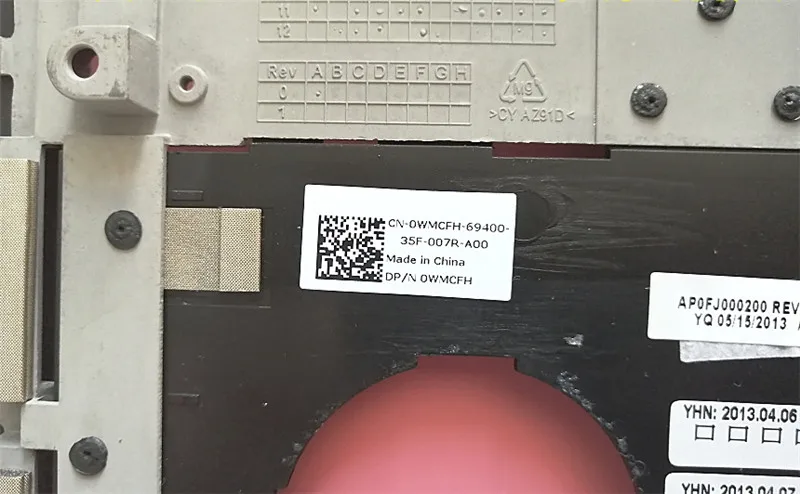 11
12
Rev A B C D E F G H
0
1
M9
>CY AZ91D<
CN-0WMCFH-69400-
35F-007R-A00
Made in China
DP/N 0WMCFH
AP0FJ000200 REV
YQ 05/15/2013
YHN: 2013.04.06
YHN: 2013.04.07